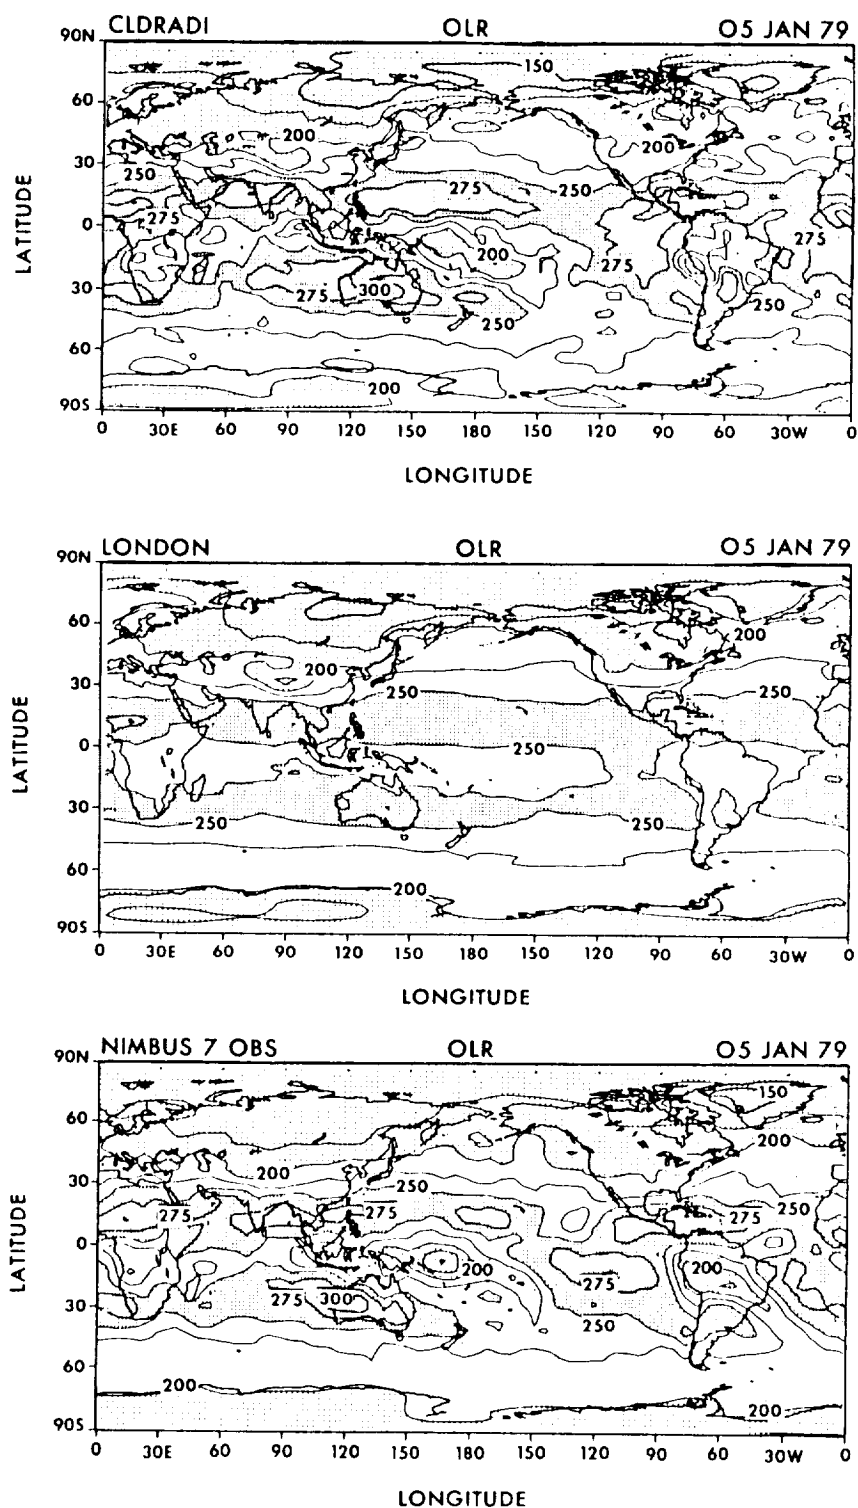 CLDRADI OLR 05 JAN 79
90N
150
60
200 200
30
250 275 250
LATITUDE
275
0
200 275
275
275 300
30
250 250
60
200
90S
0 30E 60 90 120 150 180 150 120 90 60 30W 0
LONGITUDE
LONDON OLR 05 JAN 79
90N
60
200
200
30
250 250
LATITUDE
0
250
30
250 250
60
200
90S
0 30E 60 90 120 150 180 150 120 90 60 30W 0
LONGITUDE
NIMBUS 7 OBS OLR 05 JAN 79
90N
150
60
200
200
30
250 250
275 275 275
LATITUDE
0
200 200
275
275 300
30
250
60
200
200
90S
0 30E 60 90 120 150 180 150 120 90 60 30W 0
LONGITUDE